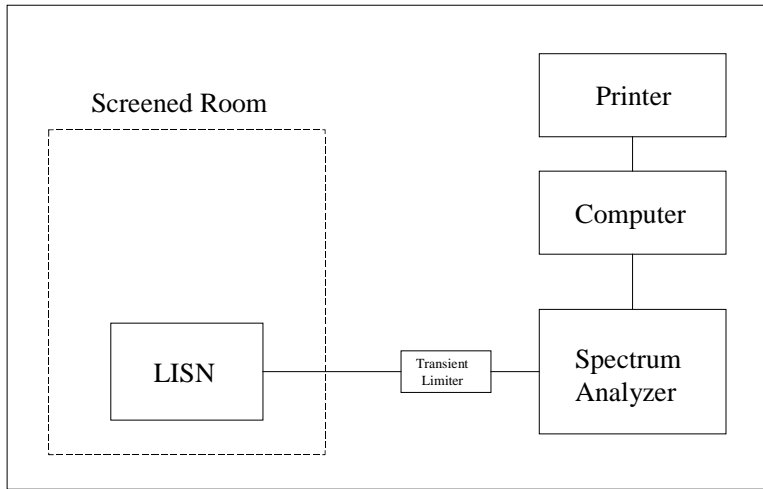 Screened Room
Printer
Computer
LISN
Transient
Limiter
Spectrum
Analyzer